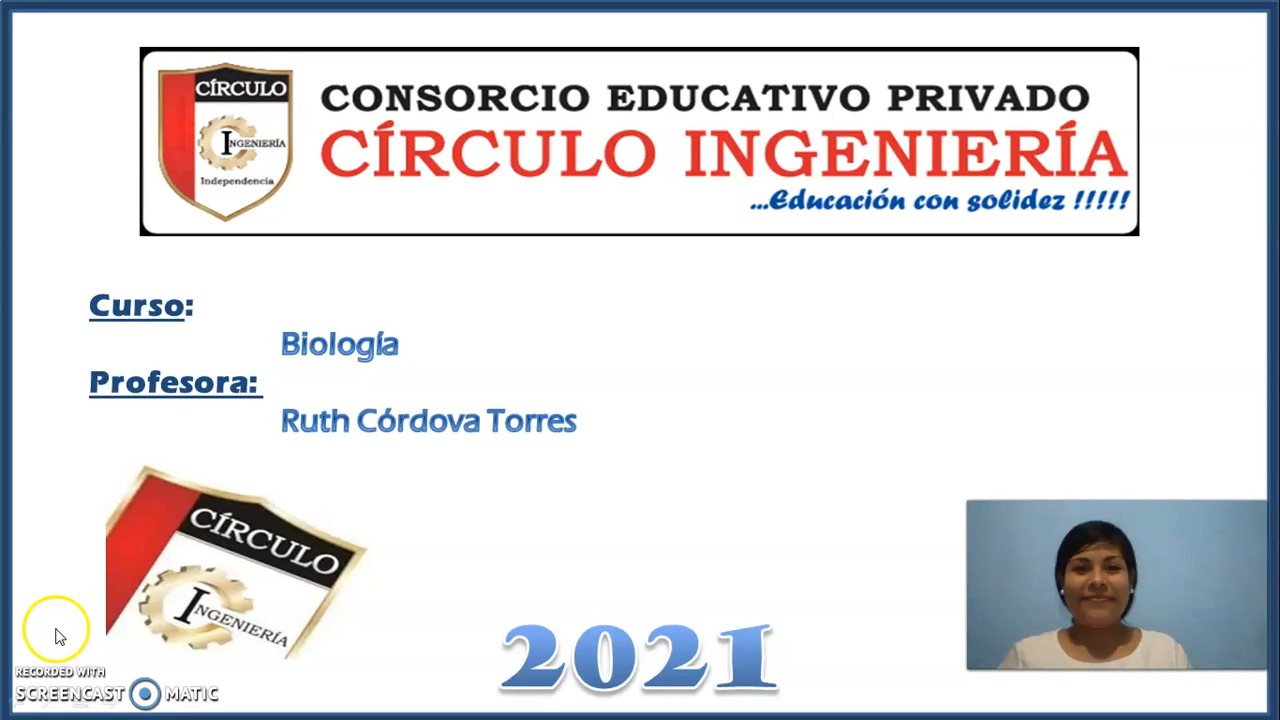 CÍRCULO
INGENIERÍA
Independencia
CONSORCIO EDUCATIVO PRIVADO
CÍRCULO INGENIERÍA
...Educación con solidez !!!!!
Curso:
Biología
Profesora:
Ruth Córdova Torres
CÍRCULO
INGENIERÍA
2021
RECORDED WITH
SCREENCAST MATIC